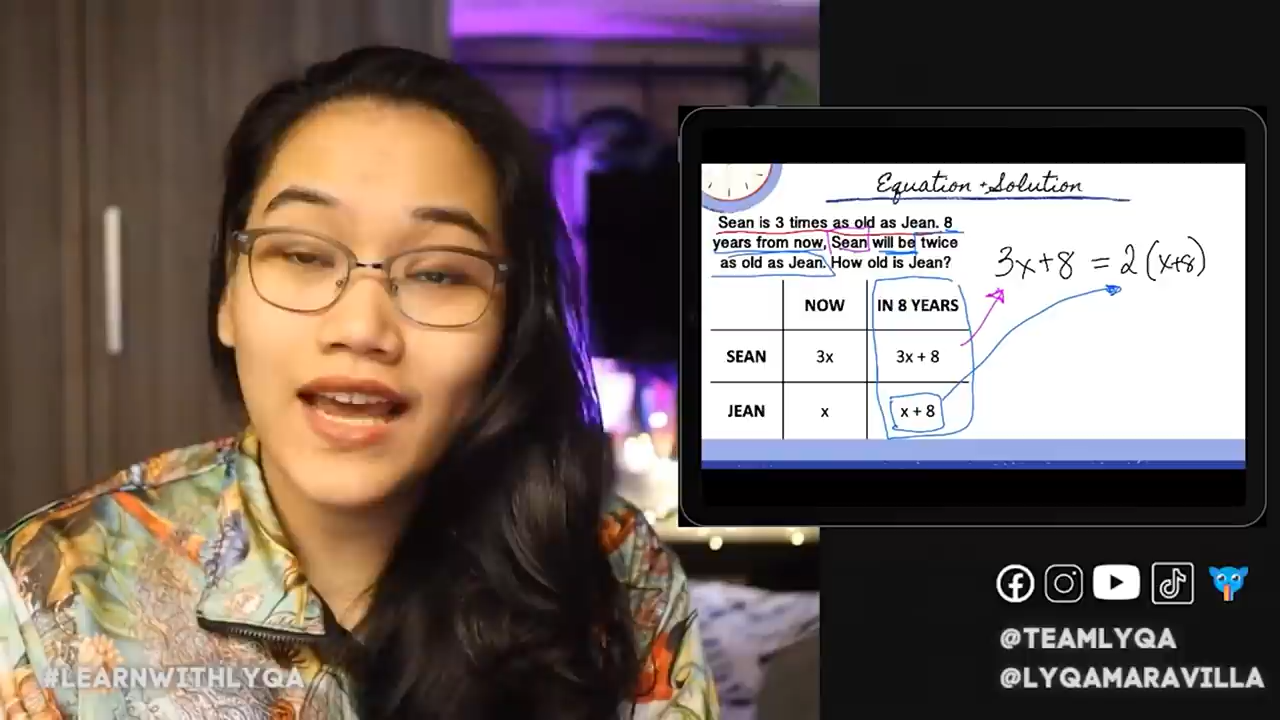 Equation + Solution
Sean is 3 times as old as Jean. 8
years from now, Sean will be twice
as old as Jean. How old is Jean?
3x+8 = 2(x+8)
NOW IN 8 YEARS
SEAN 3x 3x + 8
JEAN x x + 8
@TEAMLYQA
#LEARNWITHLYQA
@LYQAMARAVILLA